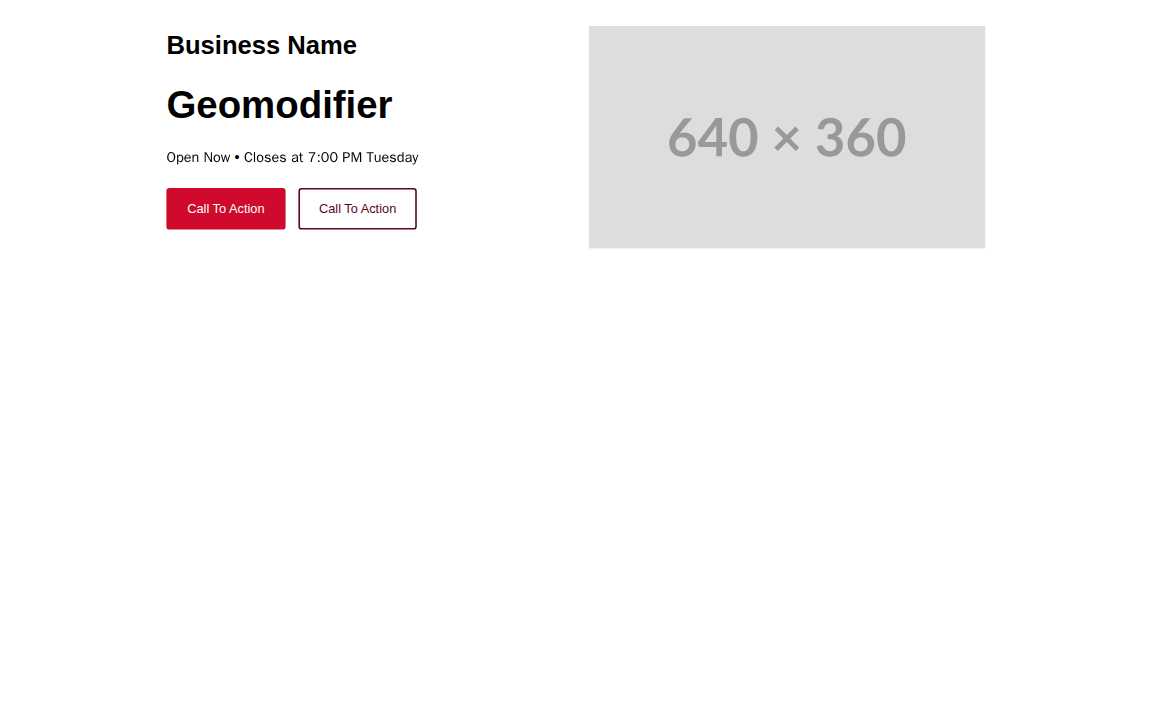 Business Name
Geomodifier
Open Now • Closes at 7:00 PM Tuesday
Call To Action
Call To Action
640 × 360